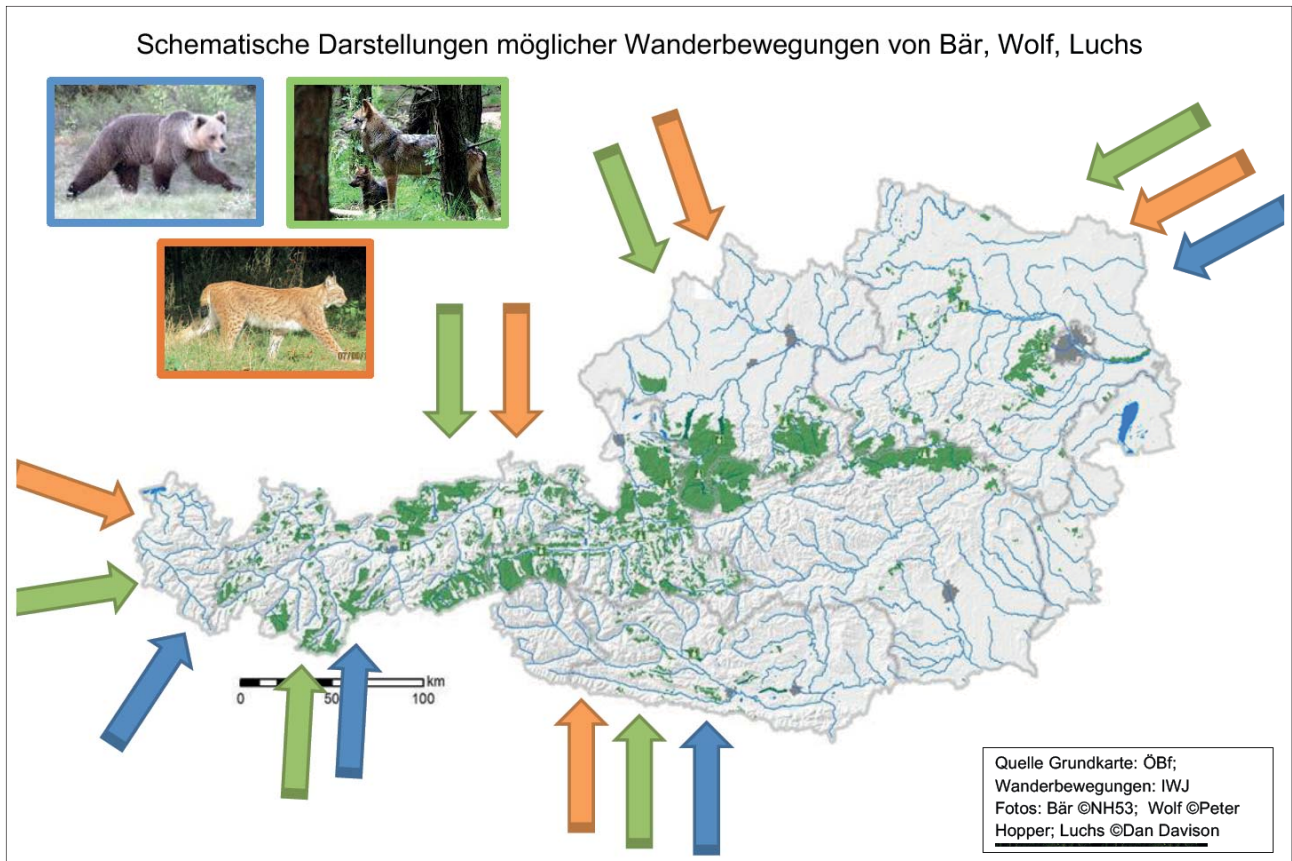 Schematische Darstellungen möglicher Wanderbewegungen von Bär, Wolf, Luchs
km
0
50
100
Quelle Grundkarte: ÖBf;
Wanderbewegungen: IWJ
Fotos: Bär ©NH53; Wolf ©Peter
Hopper; Luchs ©Dan Davison